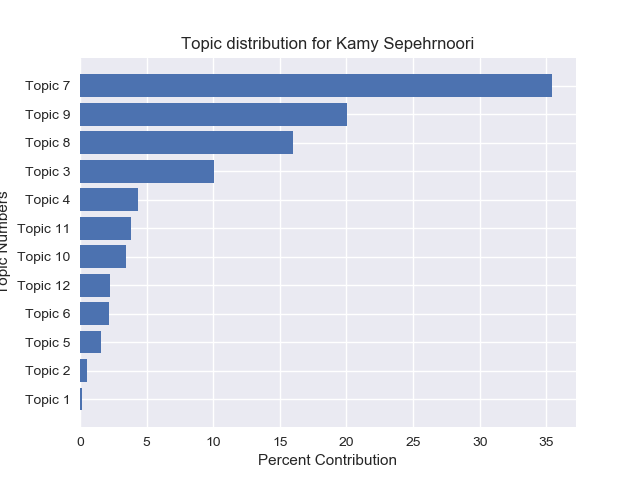 Topic distribution for Kamy Sepehrnoori
Topic 7
Topic 9
Topic 8
Topic 3
Topic 4
Topic 11
Topic 10
Topic 12
Topic 6
Topic 5
Topic 2
Topic 1
Topic Numbers
0 5 10 15 20 25 30 35
Percent Contribution